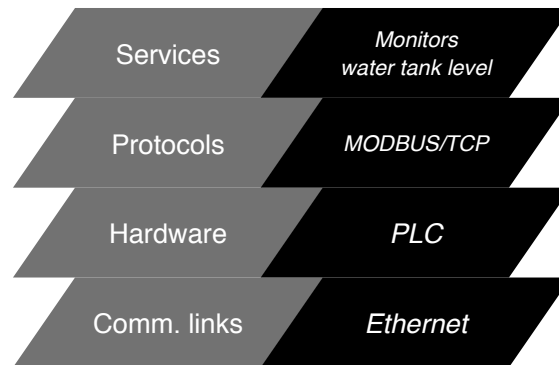 Services
Monitors
water tank level
Protocols
MODBUS/TCP
Hardware
PLC
Comm. links
Ethernet